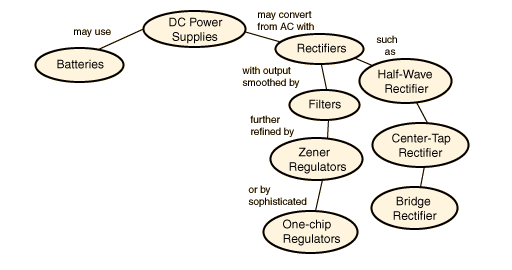 DC Power
Supplies
may use
Batteries
may convert
from AC with
Rectifiers
such
as
Half-Wave
Rectifier
with output
smoothed by
Filters
Center-Tap
Rectifier
further
refined by
Zener
Regulators
Bridge
Rectifier
or by
sophisticated
One-chip
Regulators